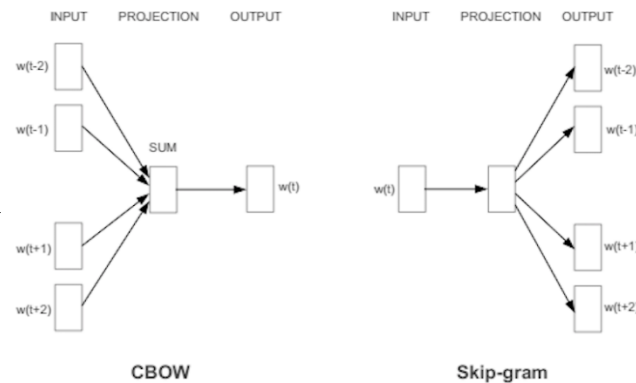 INPUT PROJECTION OUTPUT
w(t-2)
w(t-1)
SUM
w(t)
w(t+1)
w(t+2)
CBOW
INPUT PROJECTION OUTPUT
w(t-2)
w(t-1)
w(t)
w(t+1)
w(t+2)
Skip-gram